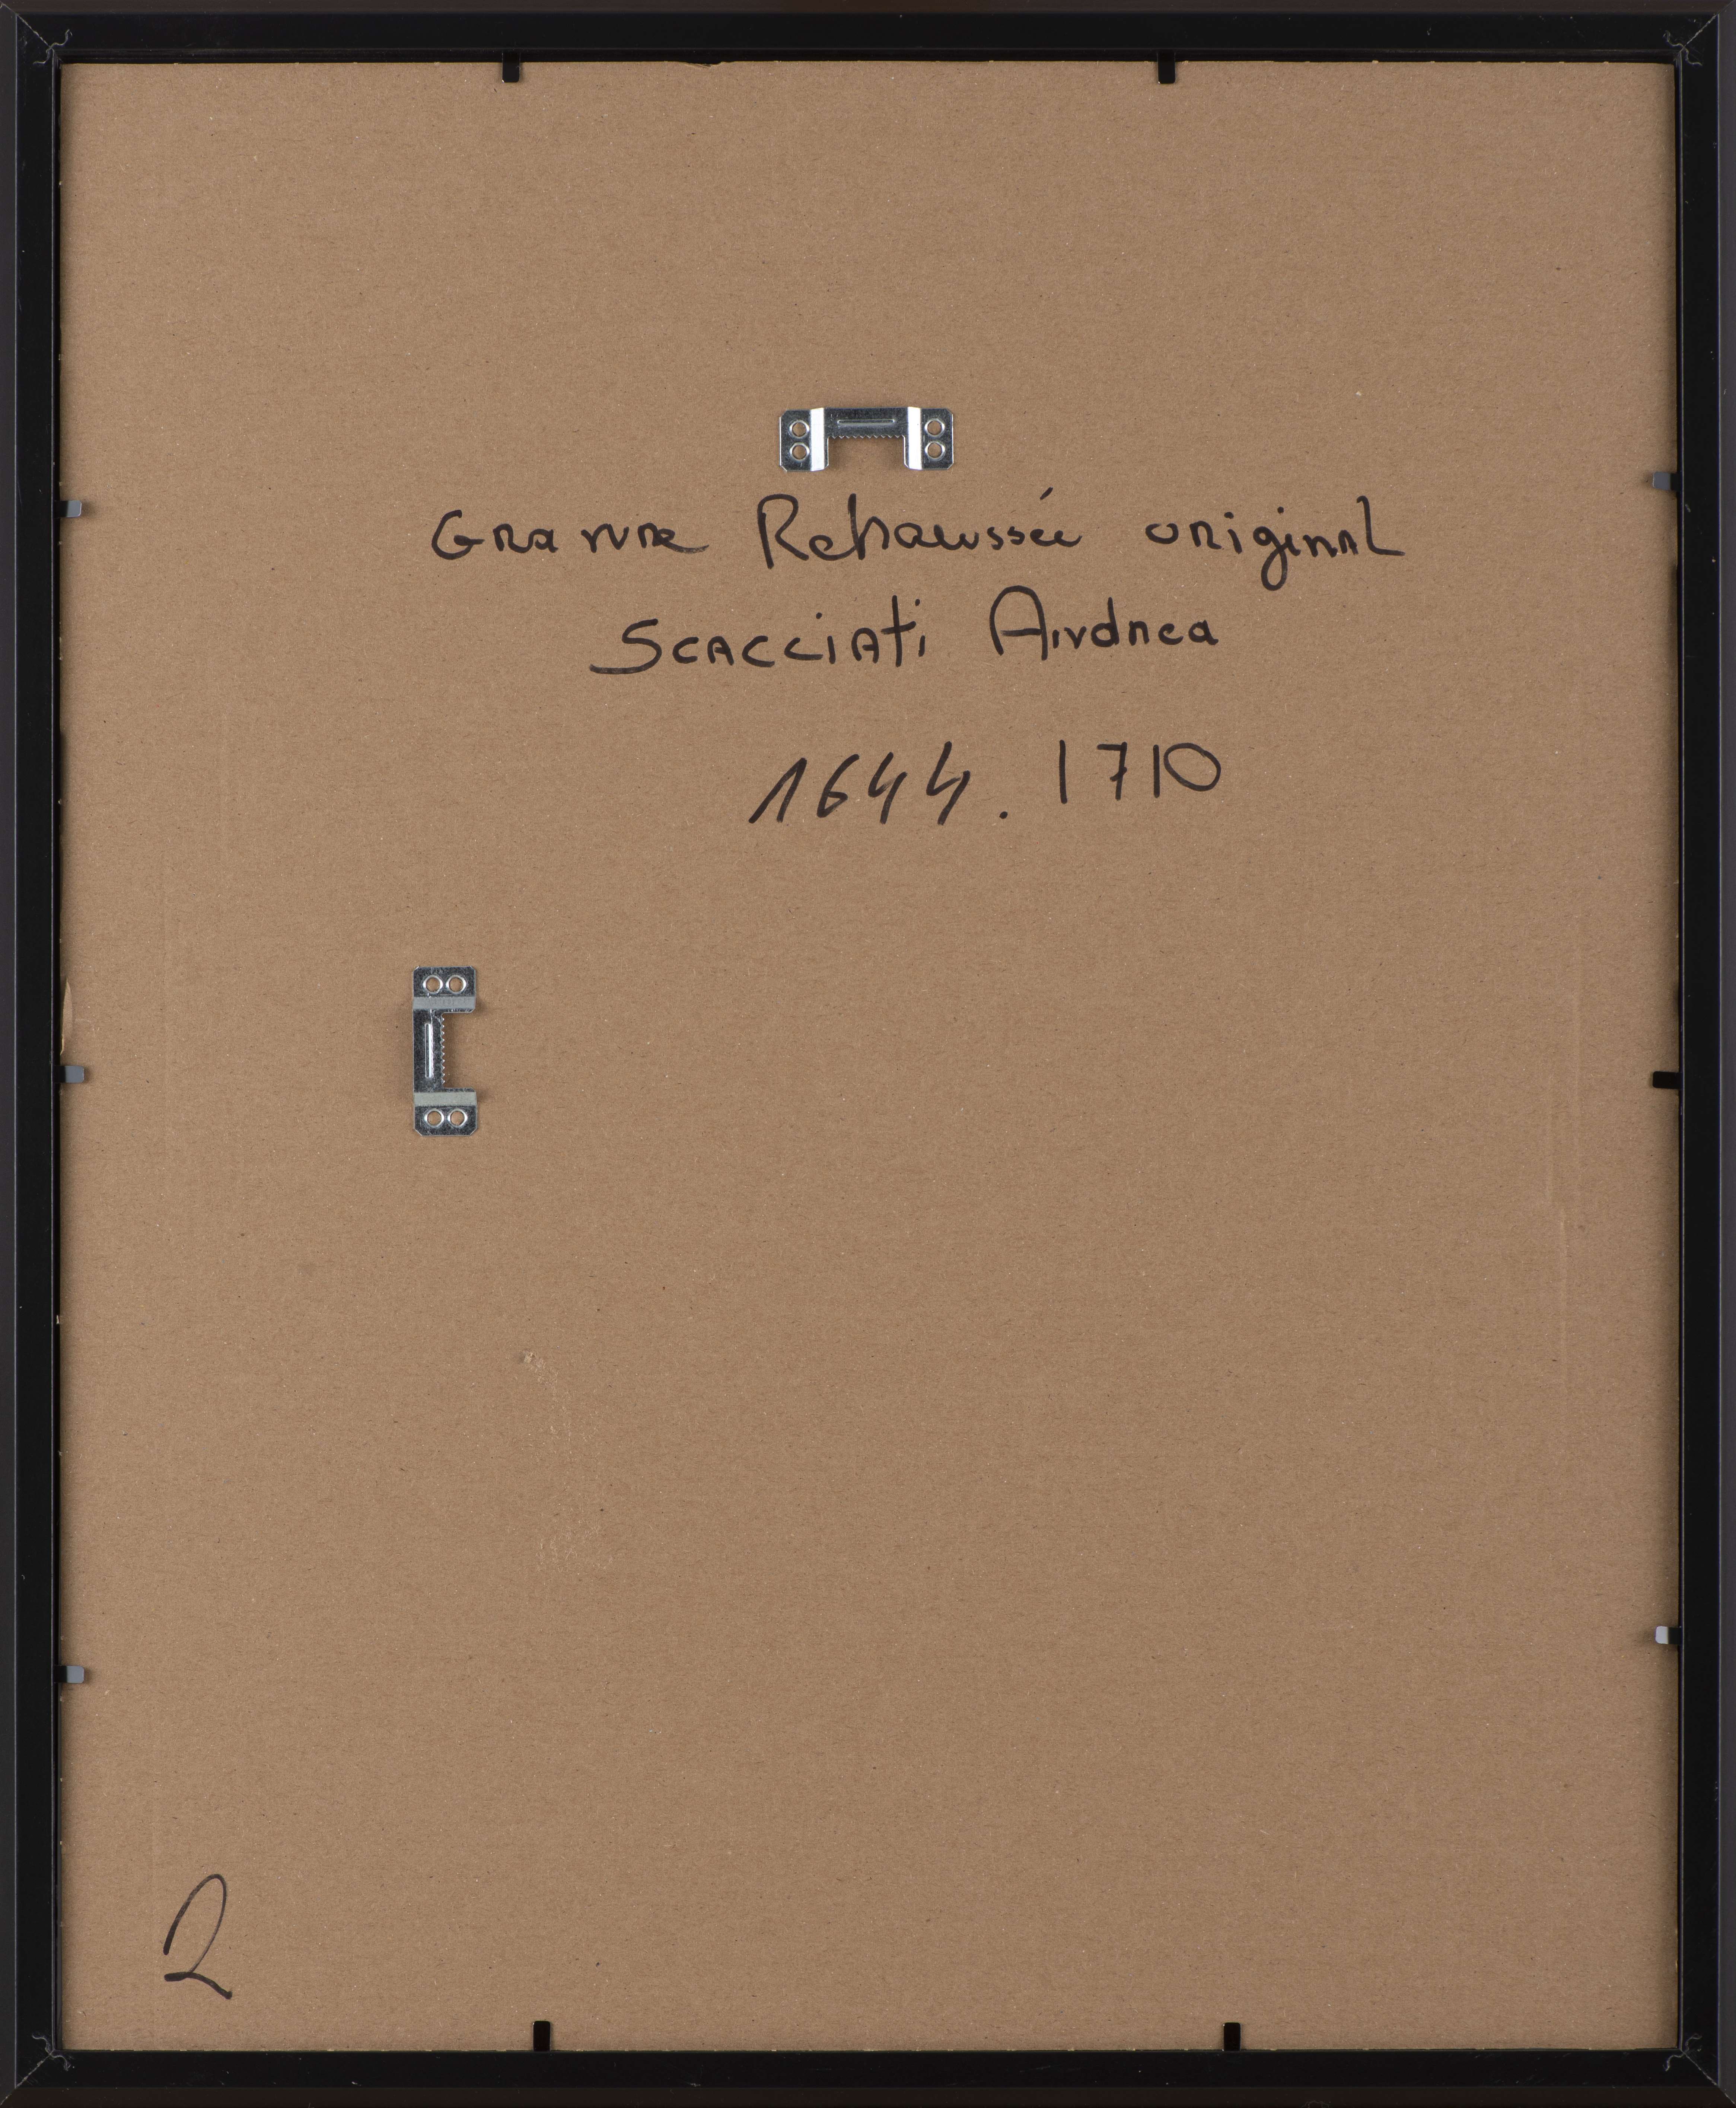 Gravure Rehaussée original
Scacciati Andrea
1644. 1710
2